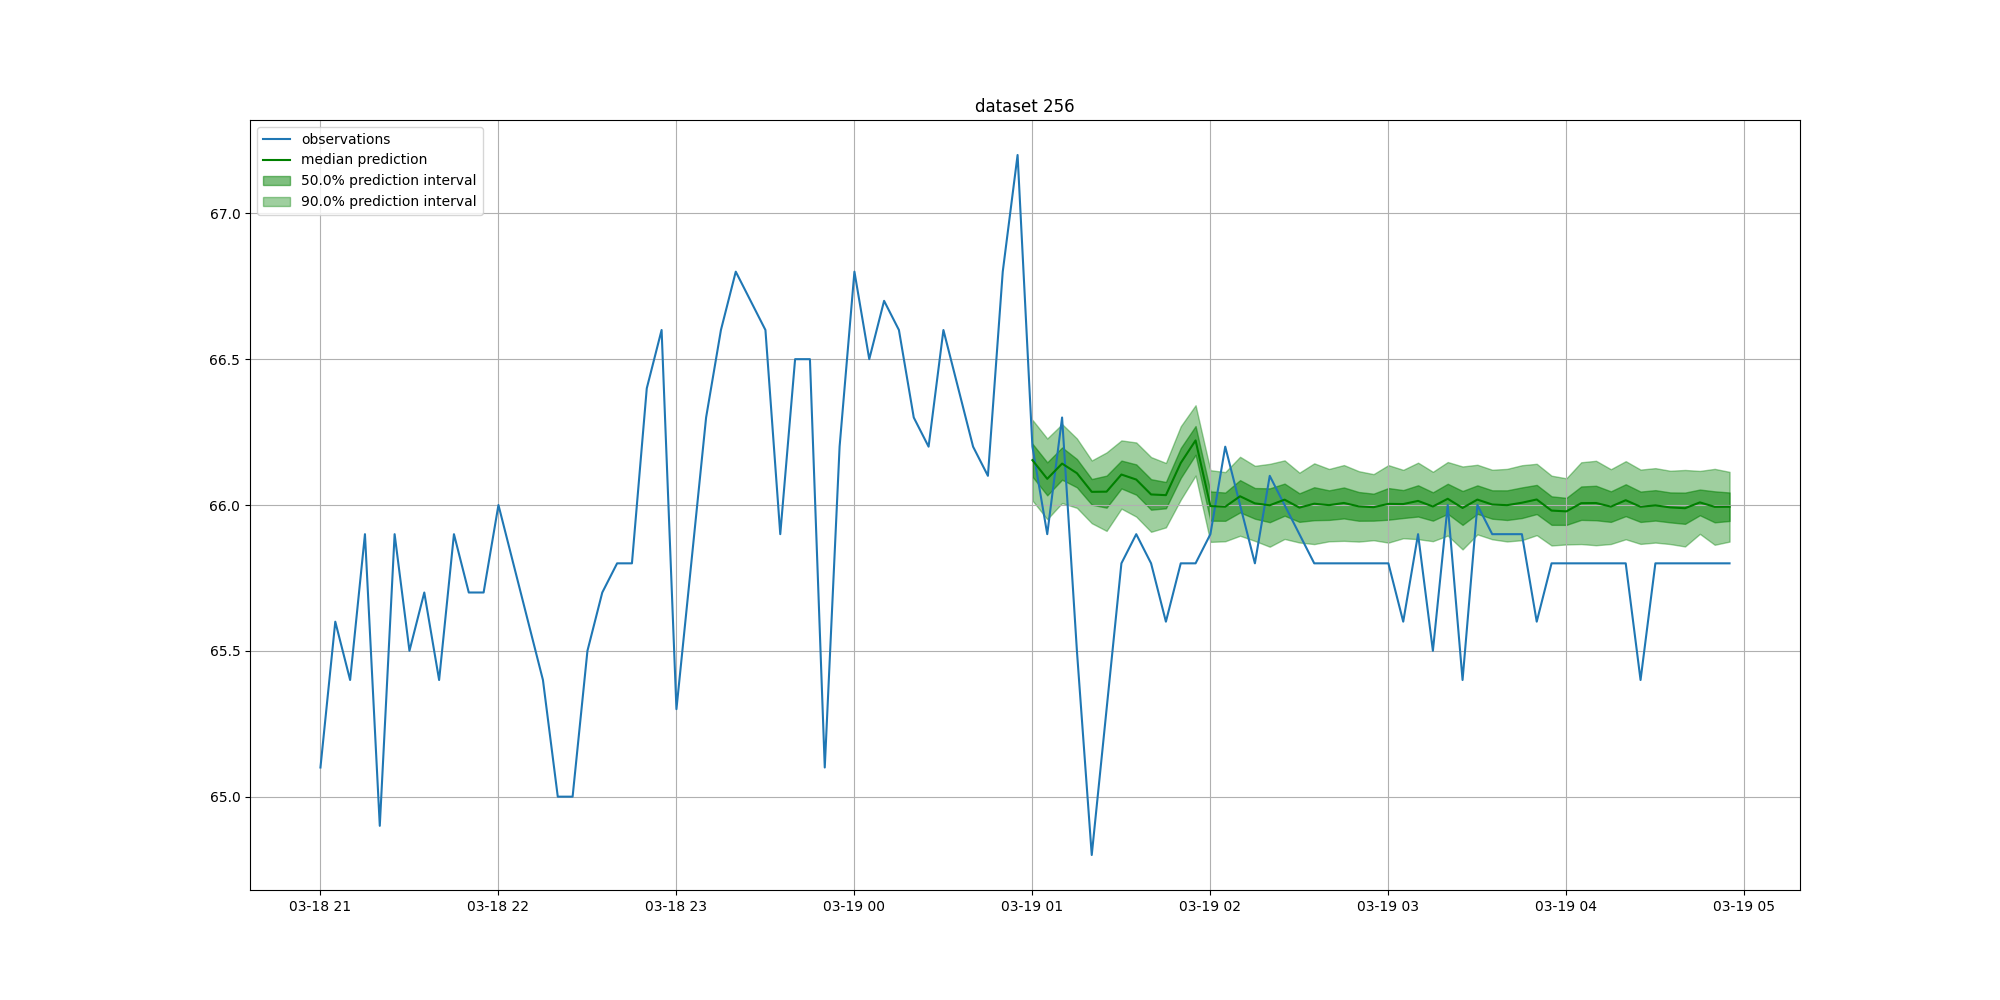 dataset 256
observations
median prediction
50.0% prediction interval
90.0% prediction interval
67.0
66.5
66.0
65.5
65.0
03-18 21
03-18 22
03-18 23
03-19 00
03-19 01
03-19 02
03-19 03
03-19 04
03-19 05